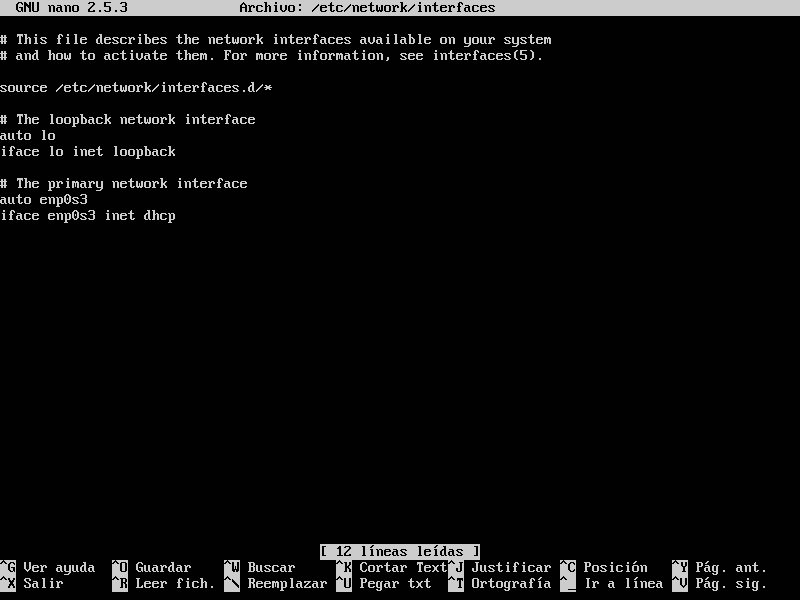 GNU nano 2.5.3 Archivo: /etc/network/interfaces
# This file describes the network interfaces available on your system
# and how to activate them. For more information, see interfaces(5).
source /etc/network/interfaces.d/*
# The loopback network interface
auto lo
iface lo inet loopback
# The primary network interface
auto enp0s3
iface enp0s3 inet dhcp
[ 12 líneas leídas ]
^G Ver ayuda ^O Guardar ^W Buscar ^K Cortar Text ^J Justificar ^C Posición ^Y Pág. ant.
^X Salir ^R Leer fich. ^\ Reemplazar ^U Pegar txt ^T Ortografía ^_ Ir a línea ^V Pág. sig.